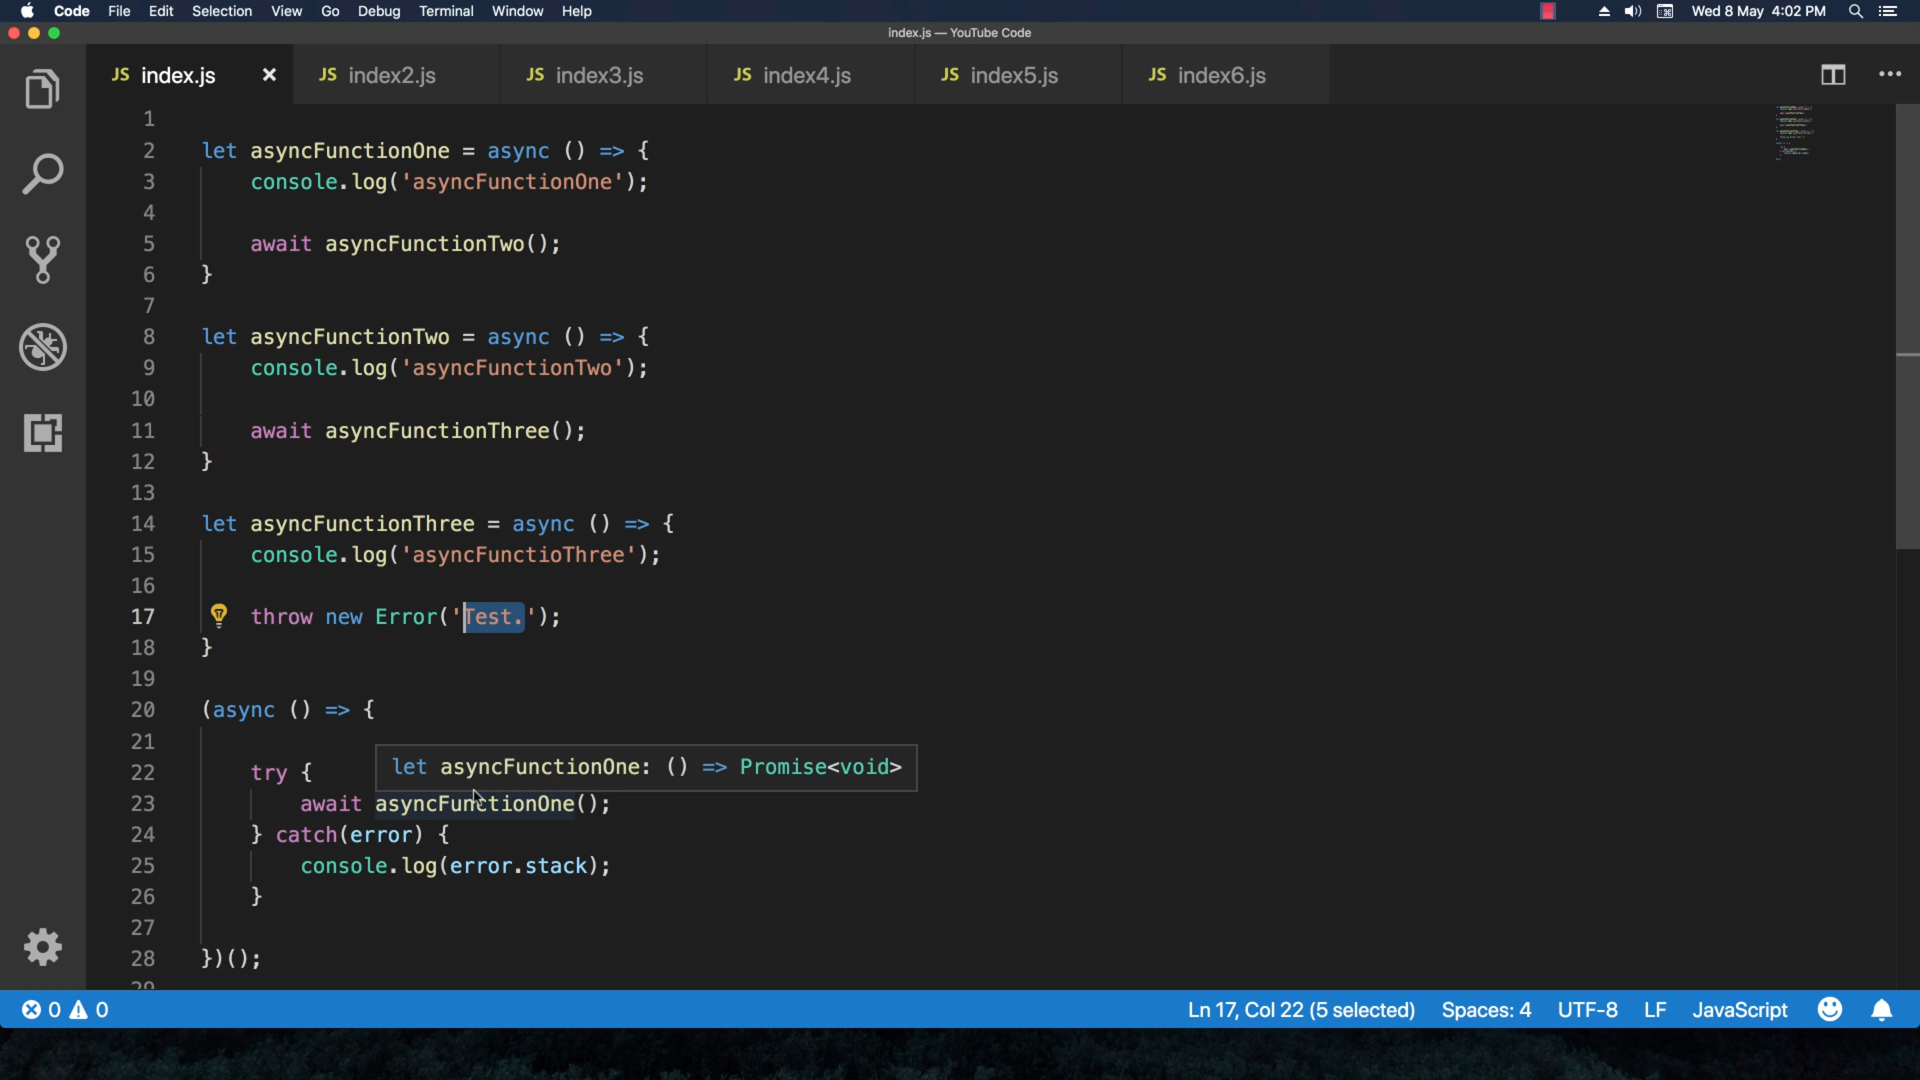 Code File Edit Selection View Go Debug Terminal Window Help Wed 8 May 4:02 PM
index.js — YouTube Code
JS index.js × JS index2.js JS index3.js JS index4.js JS index5.js JS index6.js
1
2 let asyncFunctionOne = async () => {
3 console.log('asyncFunctionOne');
4
5 await asyncFunctionTwo();
6 }
7
8 let asyncFunctionTwo = async () => {
9 console.log('asyncFunctionTwo');
10
11 await asyncFunctionThree();
12 }
13
14 let asyncFunctionThree = async () => {
15 console.log('asyncFunctioThree');
16
17 throw new Error('Test.');
18 }
19
20 (async () => {
21
let asyncFunctionOne: () => Promise<void>
22 try {
23 await asyncFunctionOne();
24 } catch(error) {
25 console.log(error.stack);
26 }
27
28 })();
29
0 0 Ln 17, Col 22 (5 selected) Spaces: 4 UTF-8 LF JavaScript